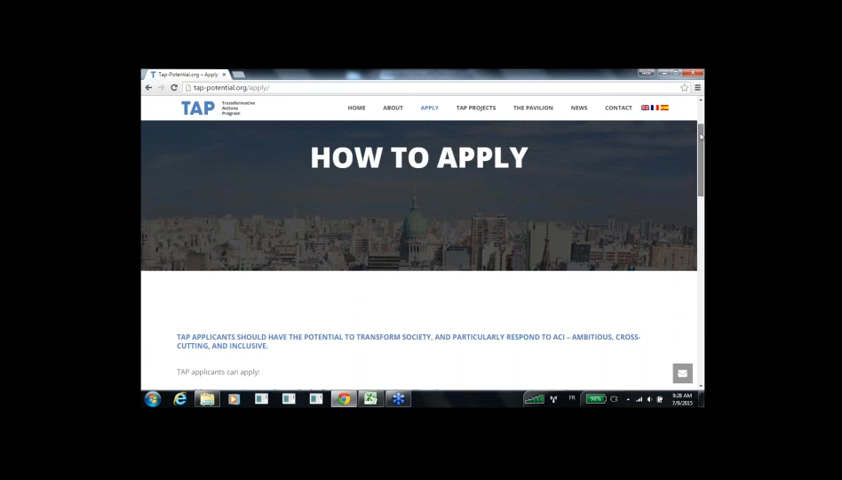 Tap-Potential.org – Apply
tap-potential.org/apply/
TAP
Transformative
Actions
Program
HOME
ABOUT
APPLY
TAP PROJECTS
THE PAVILION
NEWS
CONTACT
HOW TO APPLY
TAP APPLICANTS SHOULD HAVE THE POTENTIAL TO TRANSFORM SOCIETY, AND PARTICULARLY RESPOND TO ACI – AMBITIOUS, CROSS-
CUTTING, AND INCLUSIVE.
TAP applicants can apply:
FR
98%
9:28 AM
7/9/2015